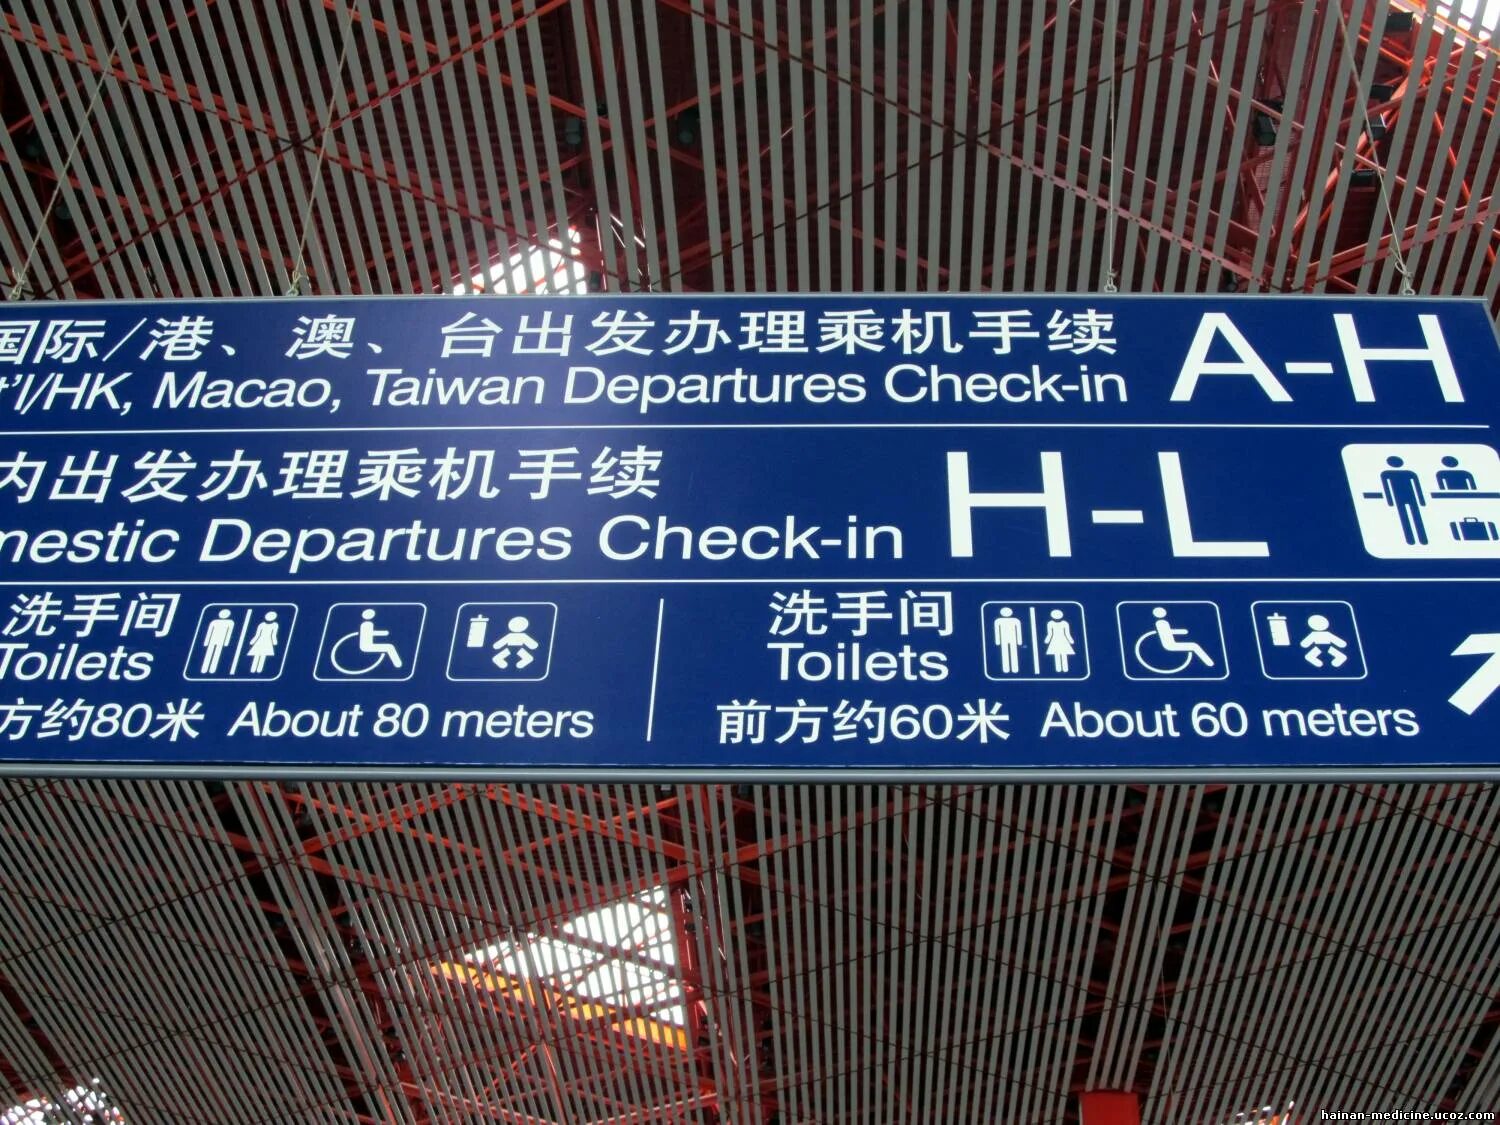 国际/港、澳、台出发办理乘机手续 A-H
t'l/HK, Macao, Taiwan Departures Check-in
内出发办理乘机手续 H-L
mestic Departures Check-in
洗手间 洗手间
Toilets Toilets
方约80米 About 80 meters 前方约60米 About 60 meters
hainan-medicine.ucoz.com